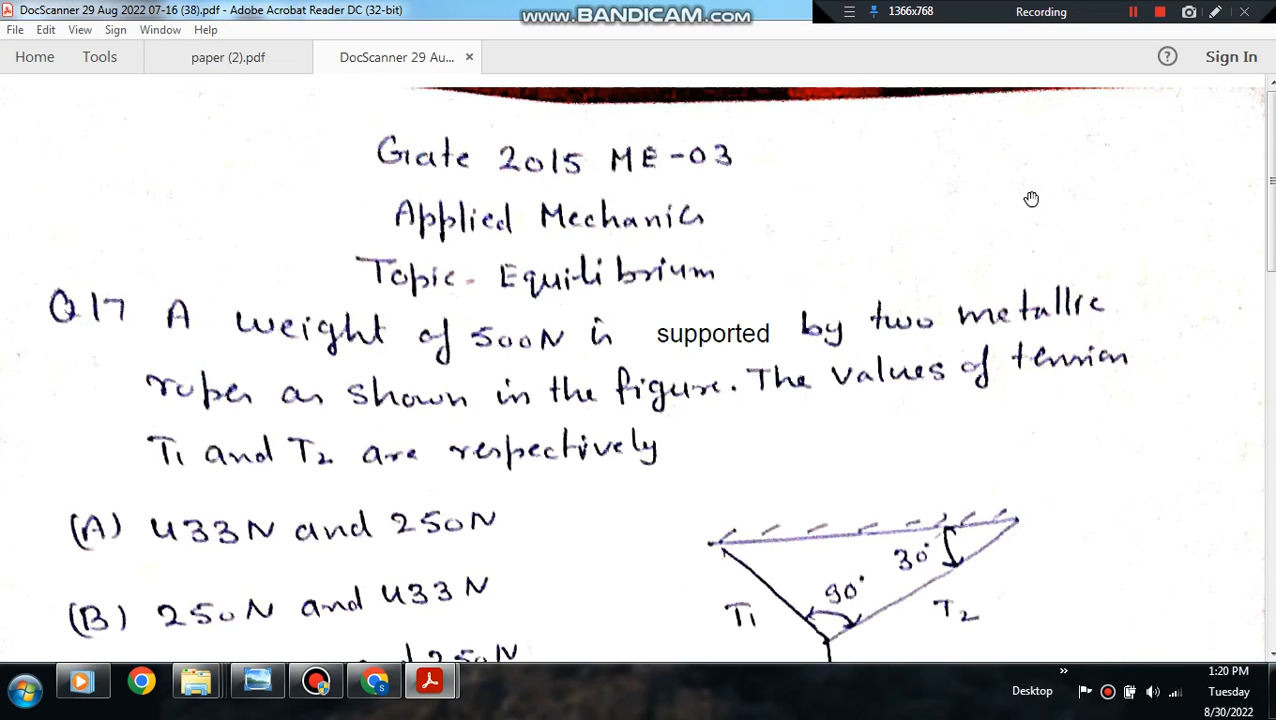 DocScanner 29 Aug 2022 07-16 (38).pdf - Adobe Acrobat Reader DC (32-bit)
www.BANDICAM.com
1366x768
Recording
File Edit View Sign Window Help
Home Tools paper (2).pdf DocScanner 29 Au... × ? Sign In
Gate 2015 ME-03
Applied Mechanics
Topic - Equilibrium
Q17 A weight of 500N is supported by two metallic
ropes as shown in the figure. The values of tension
T1 and T2 are respectively
(A) 433N and 250N
(B) 250N and 433N
and 250N
30°
90°
T1
T2
»
Desktop
1:20 PM
Tuesday
8/30/2022